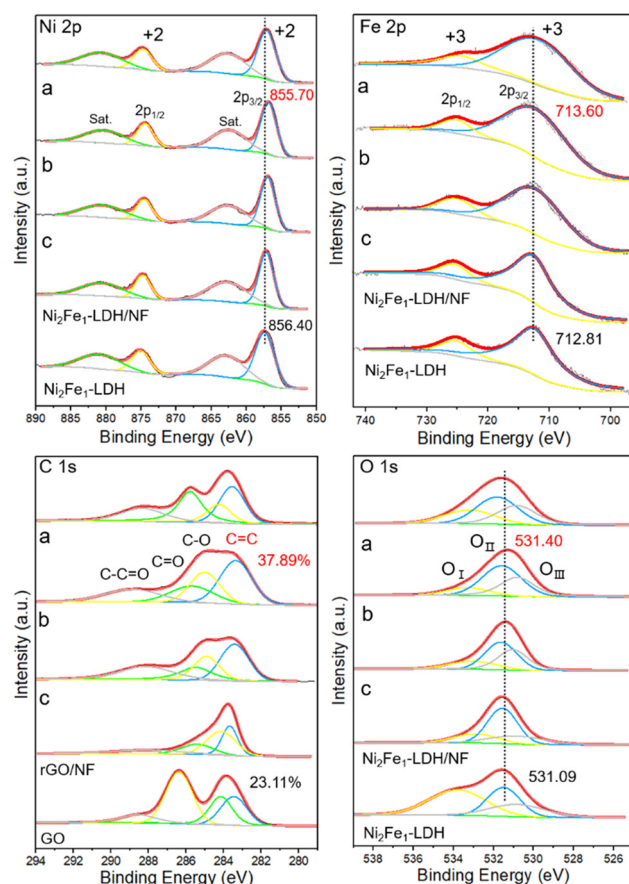 Ni 2p
+2
+2
855.70
a
2p1/2
2p3/2
Sat.
Sat.
b
c
Ni2Fe1-LDH/NF
856.40
Ni2Fe1-LDH
Intensity (a.u.)
890 885 880 875 870 865 860 855 850
Binding Energy (eV)
Fe 2p
+3
+3
a
2p1/2
2p3/2
713.60
b
c
Ni2Fe1-LDH/NF
712.81
Ni2Fe1-LDH
Intensity (a.u.)
740 730 720 710 700
Binding Energy (eV)
C 1s
a
C-O
C=C
C=O
37.89%
C-C=O
b
c
rGO/NF
23.11%
GO
Intensity (a.u.)
294 292 290 288 286 284 282 280
Binding Energy (eV)
O 1s
a
OII
531.40
OI
OIII
b
c
Ni2Fe1-LDH/NF
531.09
Ni2Fe1-LDH
Intensity (a.u.)
539 536 533 530 527 525
Binding Energy (eV)